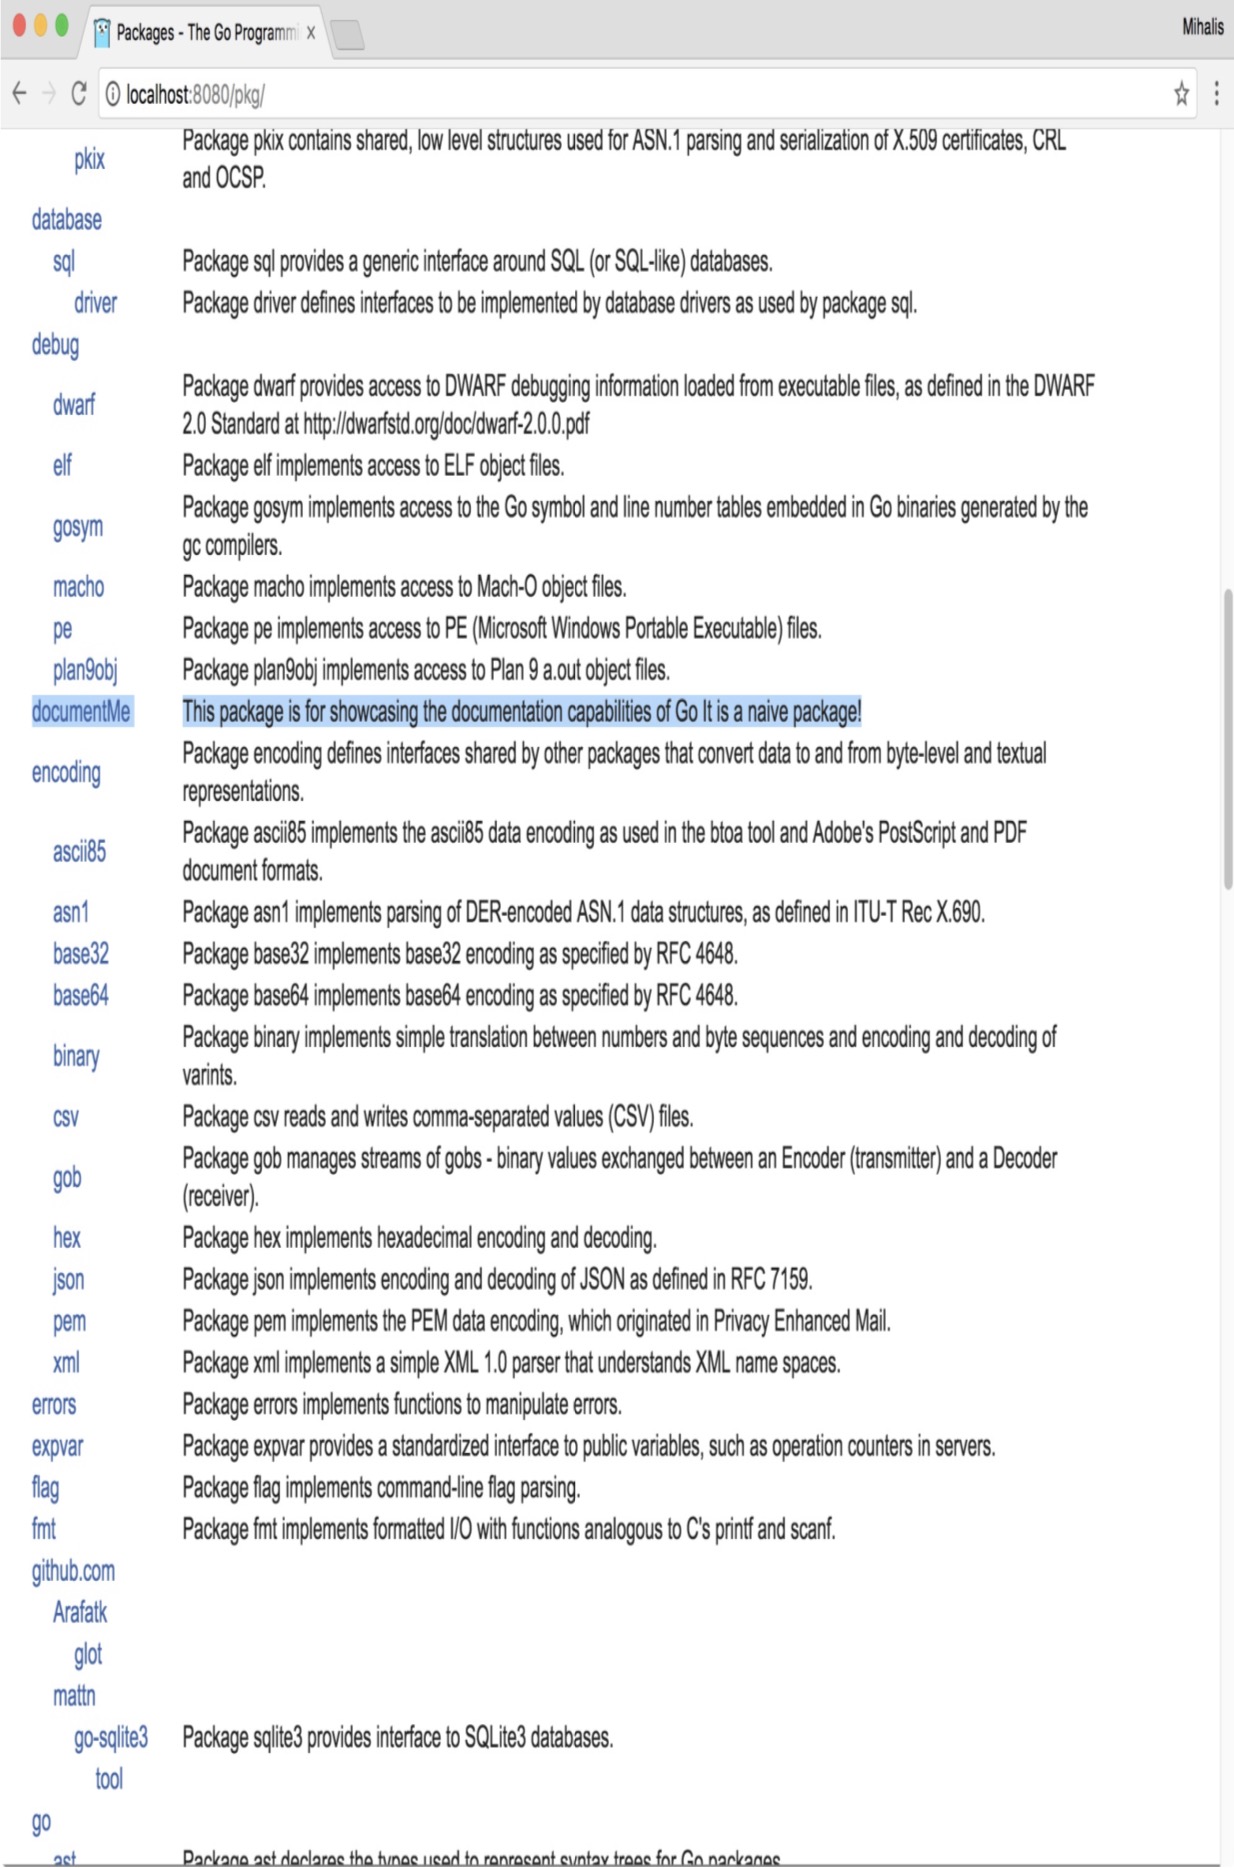 Packages - The Go Programmi
Mihalis
localhost:8080/pkg/
pkix Package pkix contains shared, low level structures used for ASN.1 parsing and serialization of X.509 certificates, CRL
and OCSP.
database
sql Package sql provides a generic interface around SQL (or SQL-like) databases.
driver Package driver defines interfaces to be implemented by database drivers as used by package sql.
debug
dwarf Package dwarf provides access to DWARF debugging information loaded from executable files, as defined in the DWARF
2.0 Standard at http://dwarfstd.org/doc/dwarf-2.0.0.pdf
elf Package elf implements access to ELF object files.
gosym Package gosym implements access to the Go symbol and line number tables embedded in Go binaries generated by the
gc compilers.
macho Package macho implements access to Mach-O object files.
pe Package pe implements access to PE (Microsoft Windows Portable Executable) files.
plan9obj Package plan9obj implements access to Plan 9 a.out object files.
documentMe This package is for showcasing the documentation capabilities of Go It is a naive package!
encoding Package encoding defines interfaces shared by other packages that convert data to and from byte-level and textual
representations.
ascii85 Package ascii85 implements the ascii85 data encoding as used in the btoa tool and Adobe's PostScript and PDF
document formats.
asn1 Package asn1 implements parsing of DER-encoded ASN.1 data structures, as defined in ITU-T Rec X.690.
base32 Package base32 implements base32 encoding as specified by RFC 4648.
base64 Package base64 implements base64 encoding as specified by RFC 4648.
binary Package binary implements simple translation between numbers and byte sequences and encoding and decoding of
varints.
csv Package csv reads and writes comma-separated values (CSV) files.
gob Package gob manages streams of gobs - binary values exchanged between an Encoder (transmitter) and a Decoder
(receiver).
hex Package hex implements hexadecimal encoding and decoding.
json Package json implements encoding and decoding of JSON as defined in RFC 7159.
pem Package pem implements the PEM data encoding, which originated in Privacy Enhanced Mail.
xml Package xml implements a simple XML 1.0 parser that understands XML name spaces.
errors Package errors implements functions to manipulate errors.
expvar Package expvar provides a standardized interface to public variables, such as operation counters in servers.
flag Package flag implements command-line flag parsing.
fmt Package fmt implements formatted I/O with functions analogous to C's printf and scanf.
github.com
Arafatk
glot
mattn
go-sqlite3 Package sqlite3 provides interface to SQLite3 databases.
tool
go
ast Package ast declares the types used to represent syntax trees for Go packages.